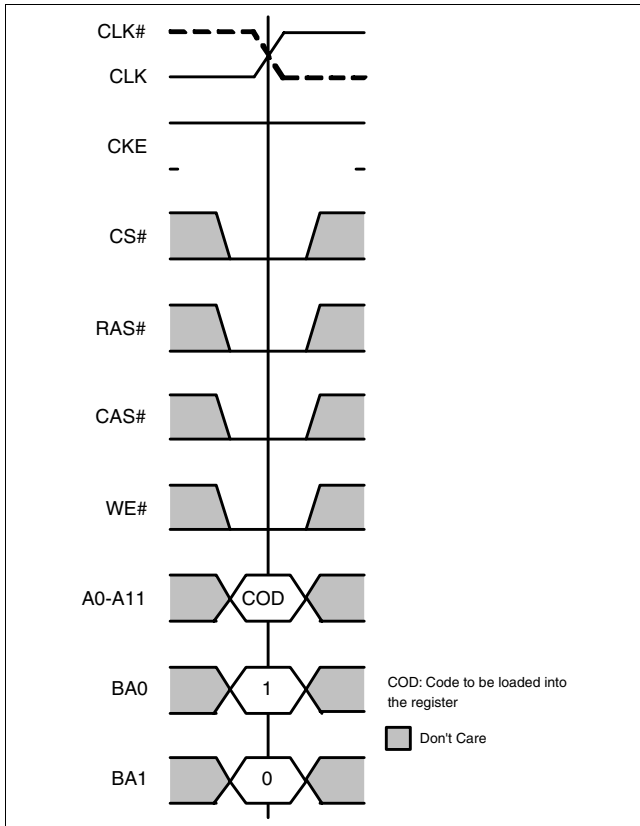 CLK#
CLK
CKE
CS#
RAS#
CAS#
WE#
A0-A11
COD
BA0
1
COD: Code to be loaded into
the register
Don't Care
BA1
0